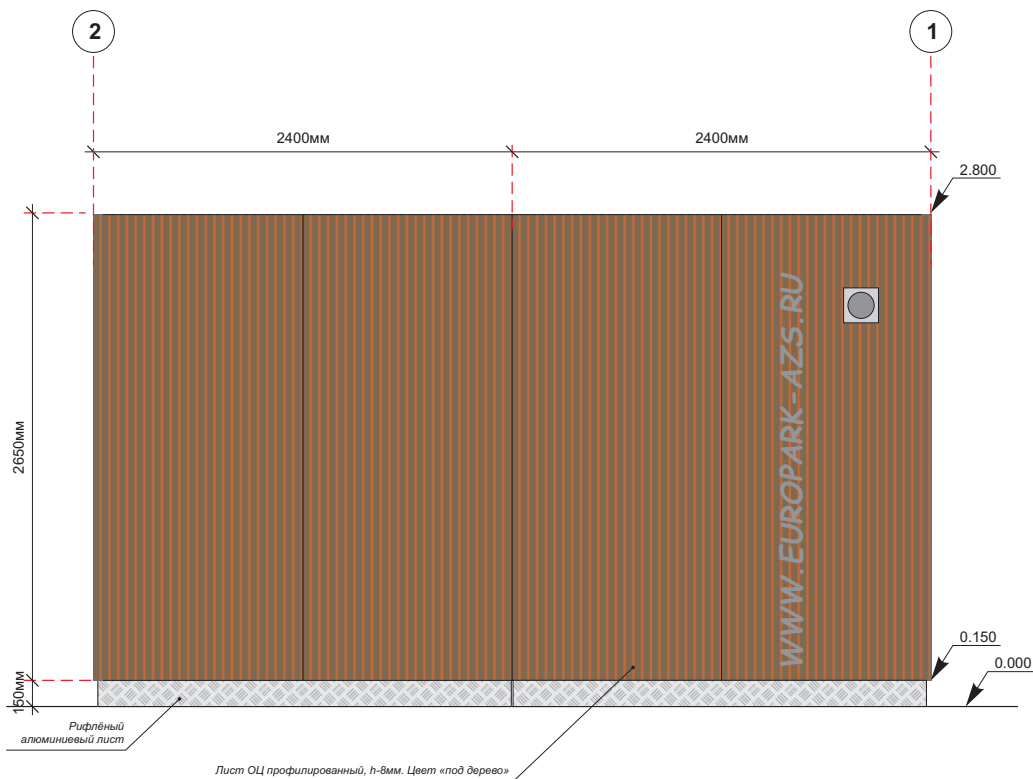 2
1
2400мм
2400мм
2.800
2650мм
WWW.EUROPARK-AZS.RU
0.150
0.000
150мм
Рифлёный
алюминиевый лист
Лист ОЦ профилированный, h-8мм. Цвет «под дерево»